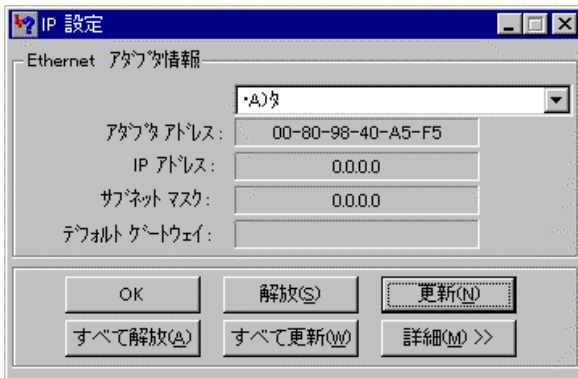 IP 設定
Ethernet ｱﾀﾞﾌﾟﾀ情報
･A)ﾀ
ｱﾀﾞﾌﾟﾀ ｱﾄﾞﾚｽ: 00-80-98-40-A5-F5
IP ｱﾄﾞﾚｽ: 0.0.0.0
ｻﾌﾞﾈｯﾄ ﾏｽｸ: 0.0.0.0
ﾃﾞﾌｫﾙﾄ ｹﾞｰﾄｳｪｲ:
OK 解放(S) 更新(N)
すべて解放(A) すべて更新(W) 詳細(M) >>